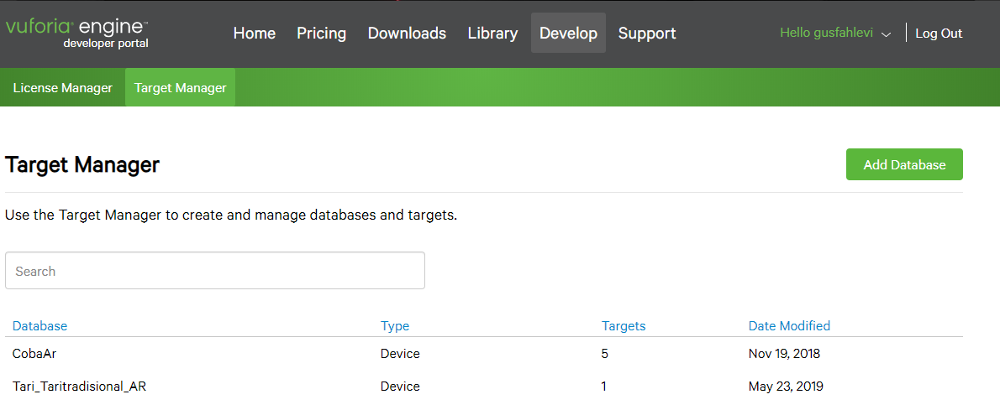 vuforia® engine™
developer portal
Home Pricing Downloads Library Develop Support
Hello gusfahlevi
Log Out
License Manager Target Manager
Target Manager
Add Database
Use the Target Manager to create and manage databases and targets.
Search
Database Type Targets Date Modified
CobaAr Device 5 Nov 19, 2018
Tari_Taritradisional_AR Device 1 May 23, 2019